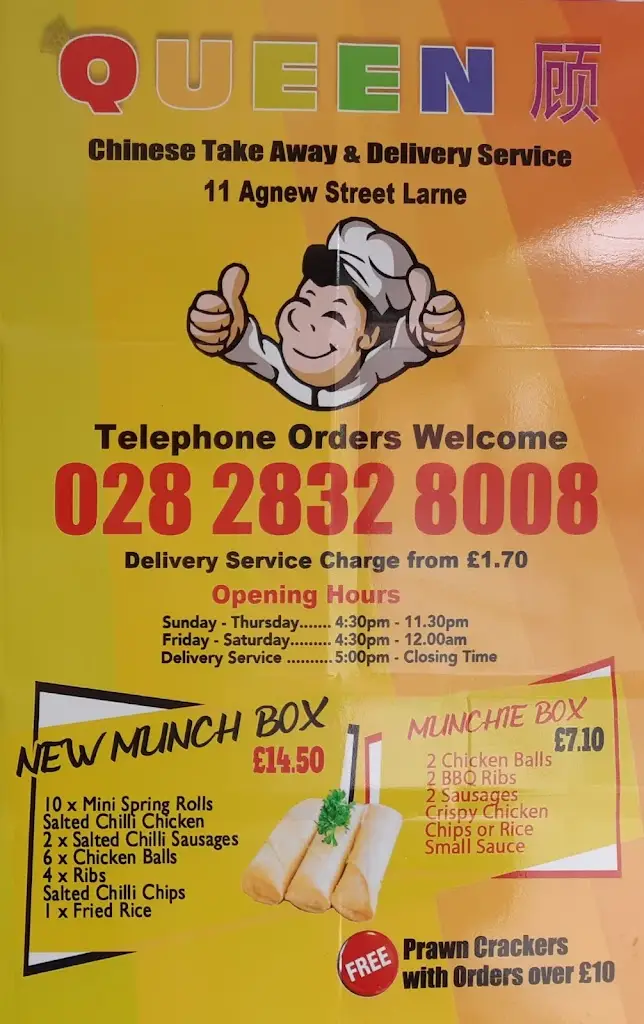 QUEEN 顾
Chinese Take Away & Delivery Service
11 Agnew Street Larne
Telephone Orders Welcome
028 2832 8008
Delivery Service Charge from £1.70
Opening Hours
Sunday - Thursday....... 4:30pm - 11.30pm
Friday - Saturday......... 4:30pm - 12.00am
Delivery Service ..........5:00pm - Closing Time
NEW MUNCH BOX
£14.50
10 x Mini Spring Rolls
Salted Chilli Chicken
2 x Salted Chilli Sausages
6 x Chicken Balls
4 x Ribs
Salted Chilli Chips
1 x Fried Rice
MUNCHIE BOX
£7.10
2 Chicken Balls
2 BBQ Ribs
2 Sausages
Crispy Chicken
Chips or Rice
Small Sauce
FREE
Prawn Crackers
with Orders over £10